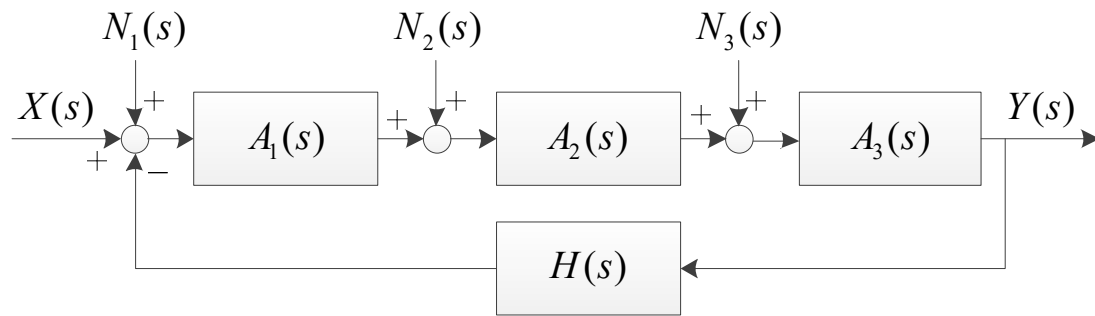 N₁(s) N₂(s) N₃(s)
X(s) + + A₁(s) + + A₂(s) + + A₃(s) Y(s)
−
H(s)